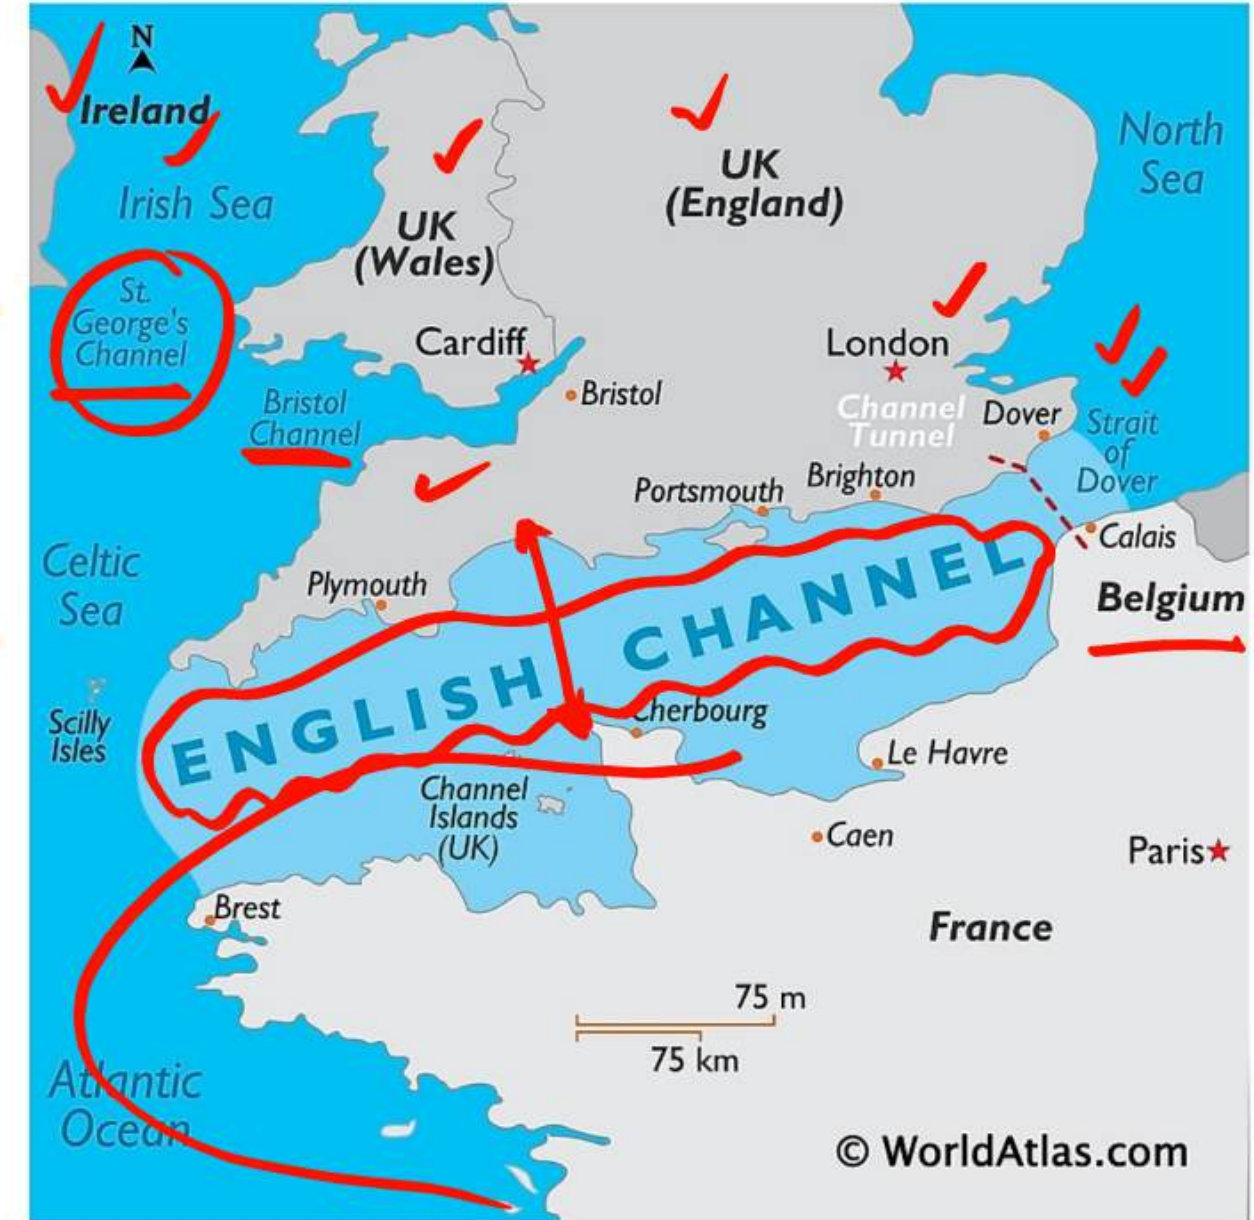 N
Ireland
Irish Sea
UK
(Wales)
UK
(England)
North
Sea
St.
George's
Channel
Cardiff
London
Bristol
Channel
Bristol
Channel
Tunnel
Dover
Strait
of
Dover
Portsmouth
Brighton
Calais
Celtic
Sea
Plymouth
Belgium
ENGLISH CHANNEL
Scilly
Isles
Cherbourg
Le Havre
Channel
Islands
(UK)
Caen
Paris
Brest
France
75 m
75 km
Atlantic
Ocean
© WorldAtlas.com